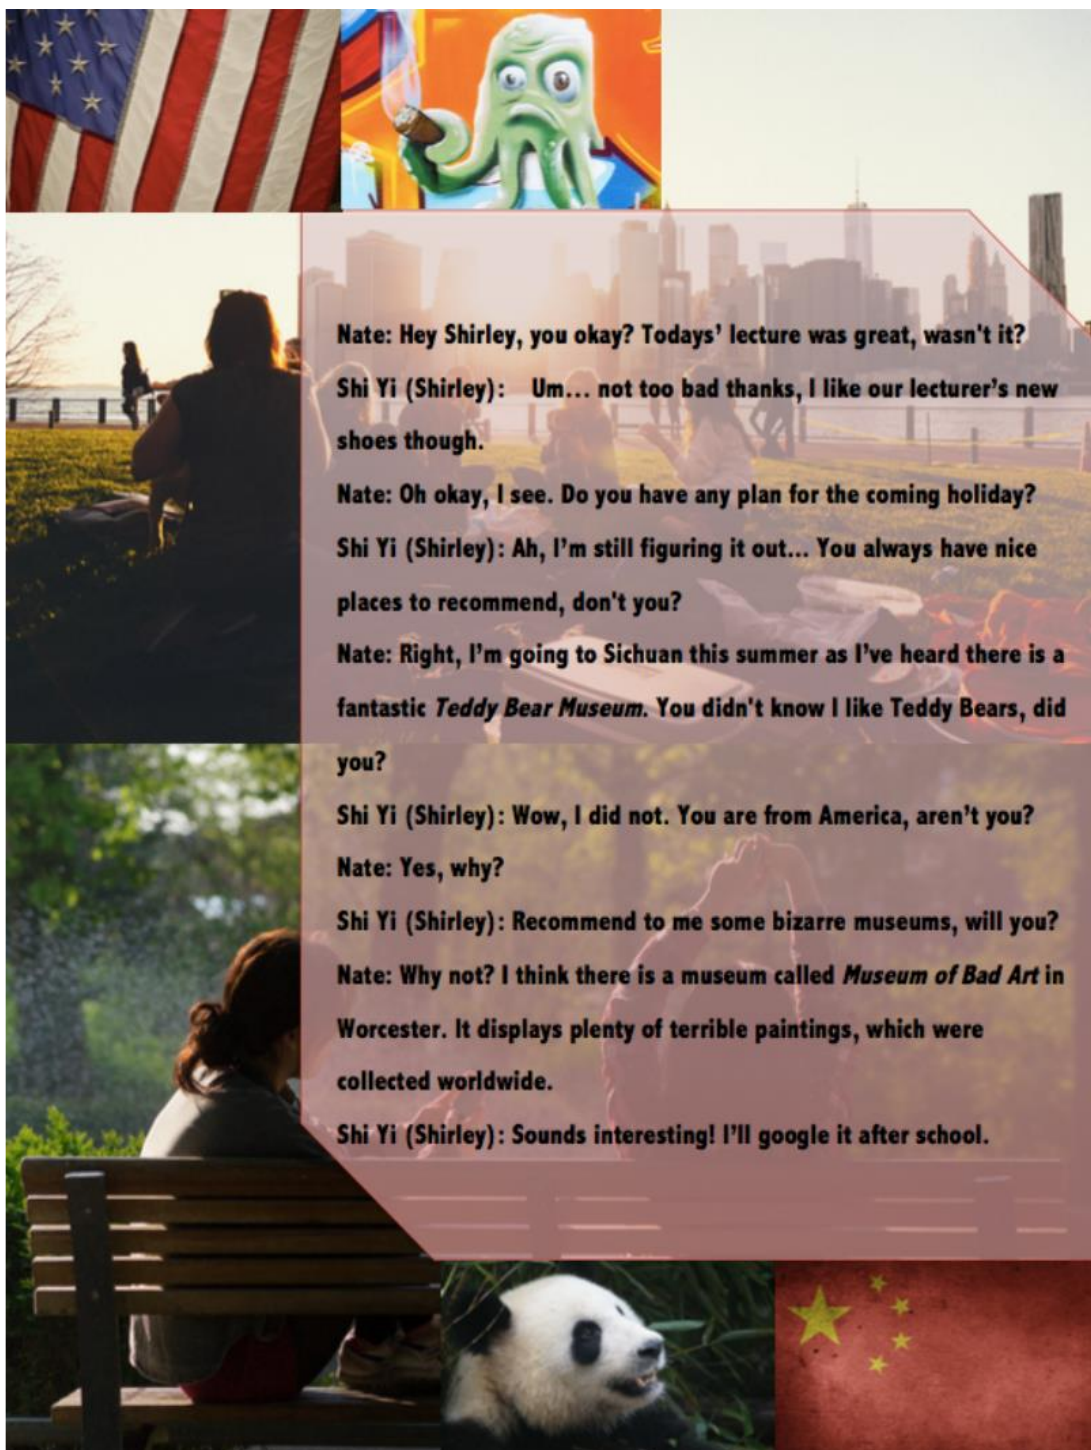 Nate: Hey Shirley, you okay? Todays’ lecture was great, wasn't it?
Shi Yi (Shirley): Um... not too bad thanks, I like our lecturer’s new
shoes though.
Nate: Oh okay, I see. Do you have any plan for the coming holiday?
Shi Yi (Shirley): Ah, I’m still figuring it out... You always have nice
places to recommend, don't you?
Nate: Right, I’m going to Sichuan this summer as I’ve heard there is a
fantastic Teddy Bear Museum. You didn't know I like Teddy Bears, did
you?
Shi Yi (Shirley): Wow, I did not. You are from America, aren’t you?
Nate: Yes, why?
Shi Yi (Shirley): Recommend to me some bizarre museums, will you?
Nate: Why not? I think there is a museum called Museum of Bad Art in
Worcester. It displays plenty of terrible paintings, which were
collected worldwide.
Shi Yi (Shirley): Sounds interesting! I’ll google it after school.